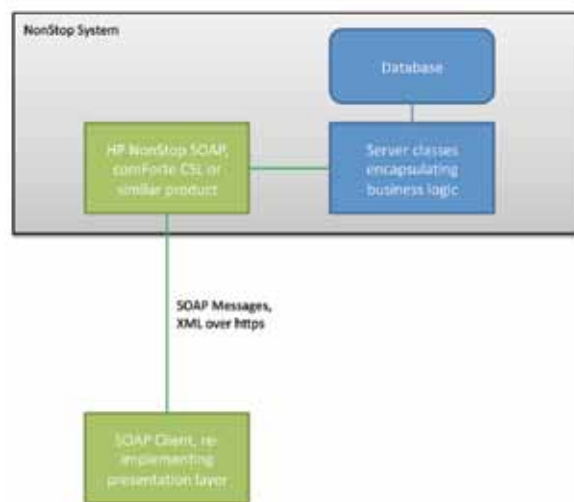 NonStop System
Database
HP NonStop SOAP,
comForte CSL or
similar product
Server classes
encapsulating
business logic
SOAP Messages,
XML over https
SOAP Client, re-
implementing
presentation layer